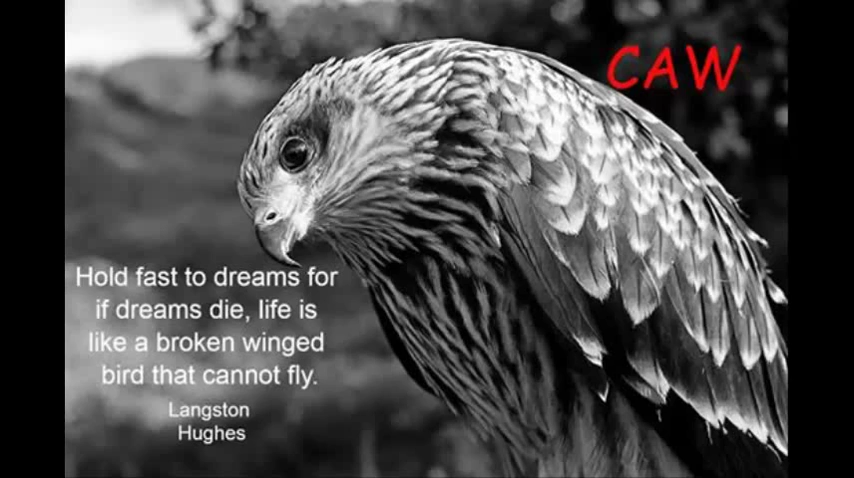 CAW
Hold fast to dreams for
if dreams die, life is
like a broken winged
bird that cannot fly.
Langston
Hughes